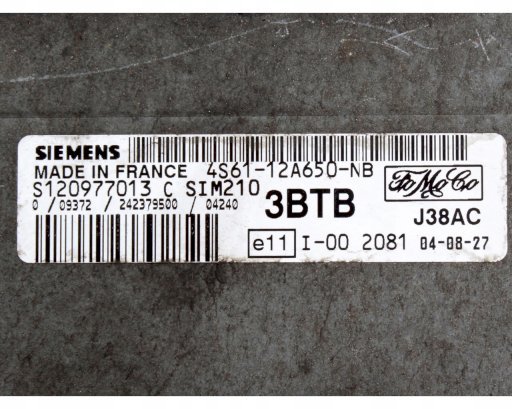 SIEMENS
MADE IN FRANCE 4S61-12A650-NB
S120977013 C SIM210
0 / 09372 / 242379500 / 04240
3BTB
FoMoCo
J38AC
e11 I-00 2081 04-08-27